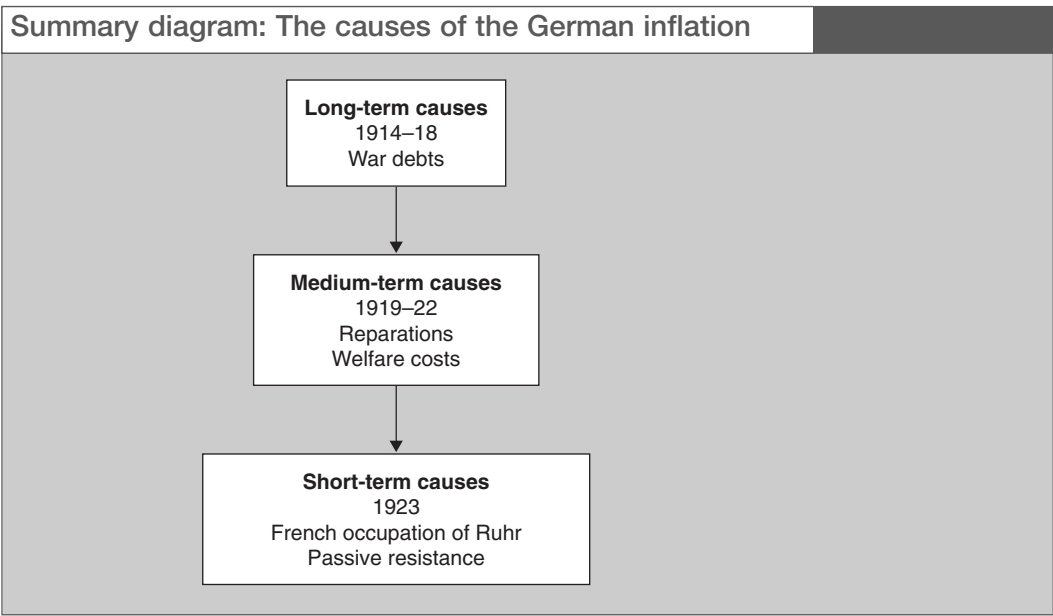 Summary diagram: The causes of the German inflation
Long-term causes
1914–18
War debts
Medium-term causes
1919–22
Reparations
Welfare costs
Short-term causes
1923
French occupation of Ruhr
Passive resistance